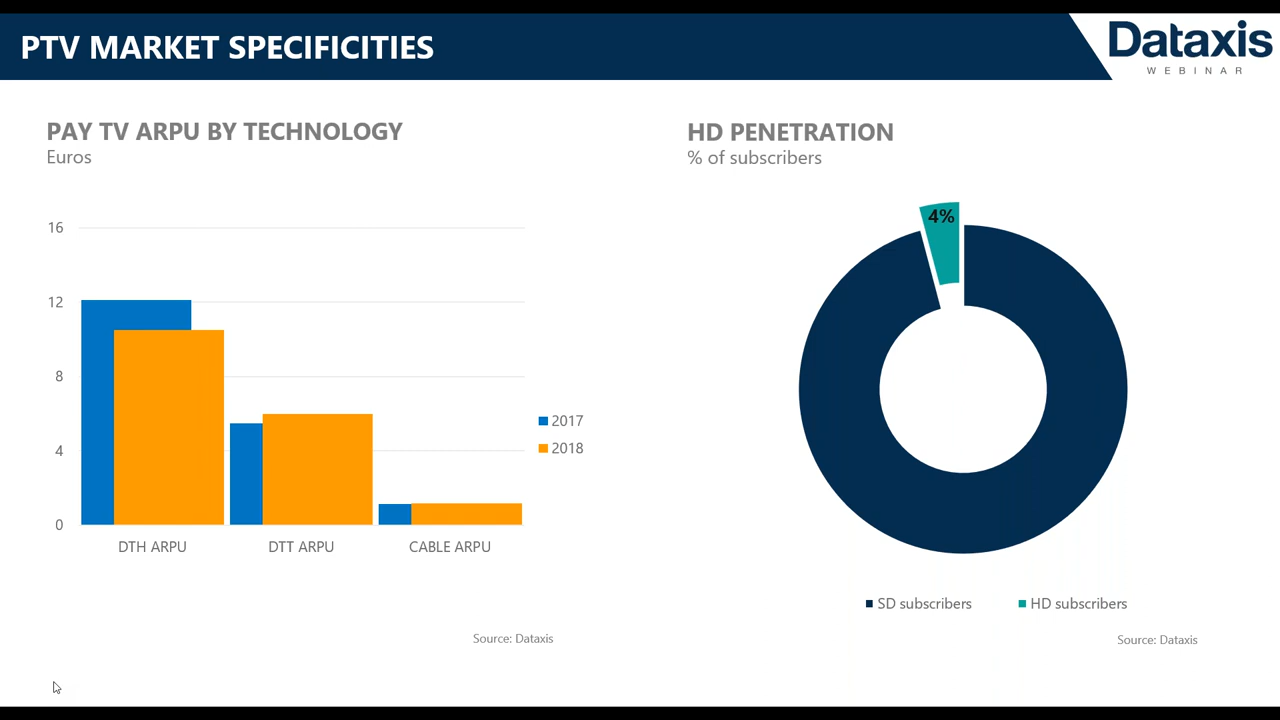 PTV MARKET SPECIFICITIES
Dataxis
WEBINAR
PAY TV ARPU BY TECHNOLOGY
Euros
16
12
8
4
0
DTH ARPU
DTT ARPU
CABLE ARPU
2017
2018
Source: Dataxis
HD PENETRATION
% of subscribers
4%
SD subscribers
HD subscribers
Source: Dataxis